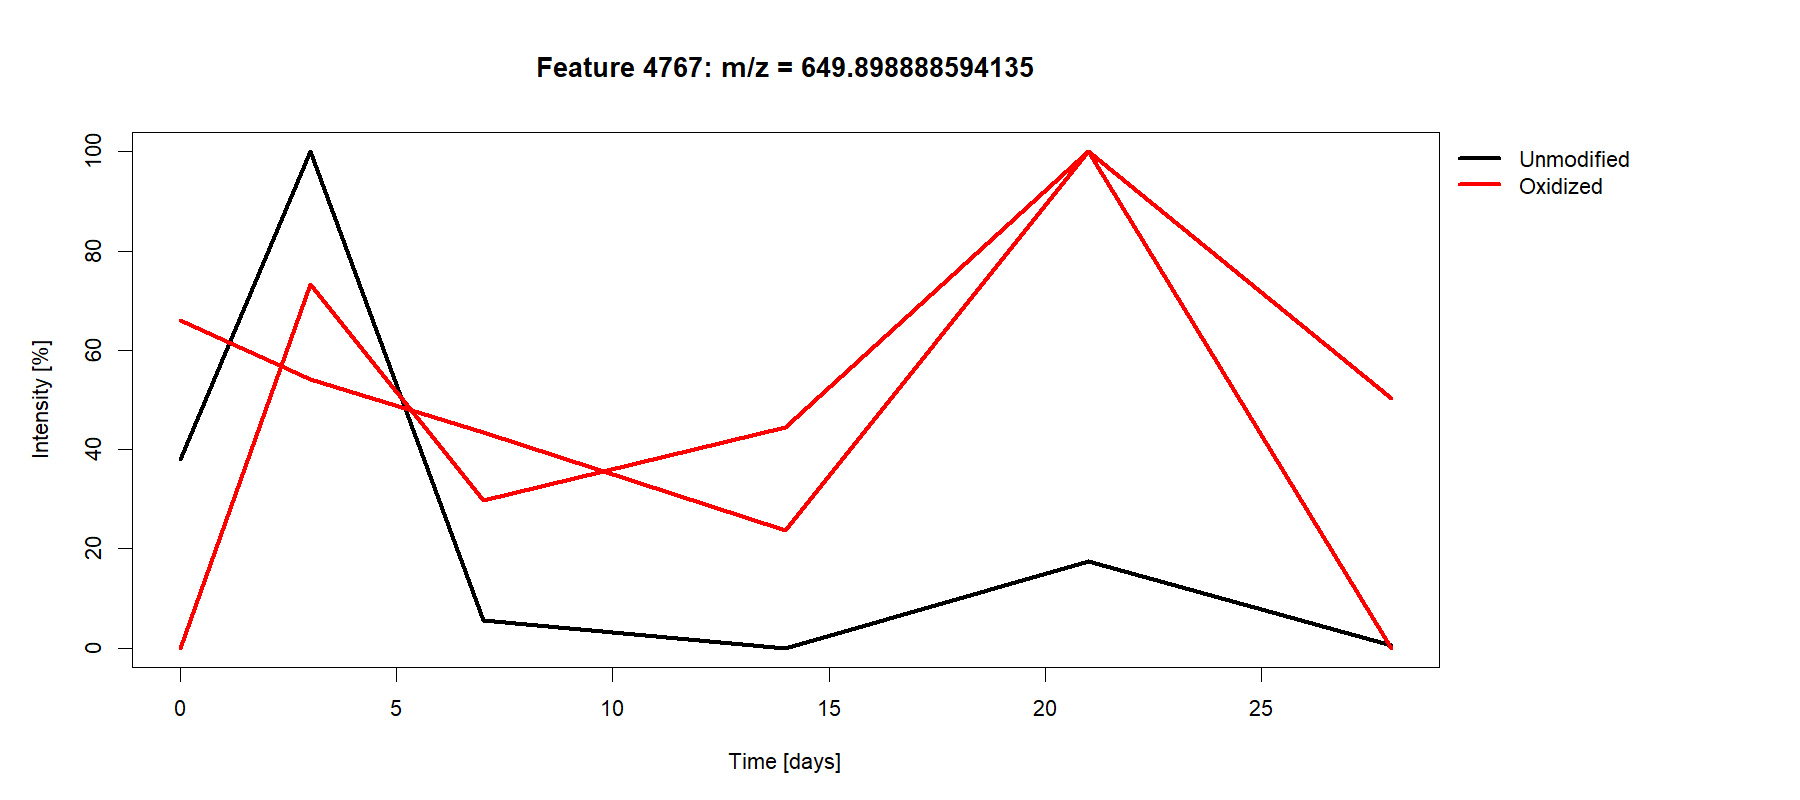 Feature 4767: m/z = 649.898888594135
Unmodified
Oxidized
Intensity [%]
100
80
60
40
20
0
0 5 10 15 20 25
Time [days]